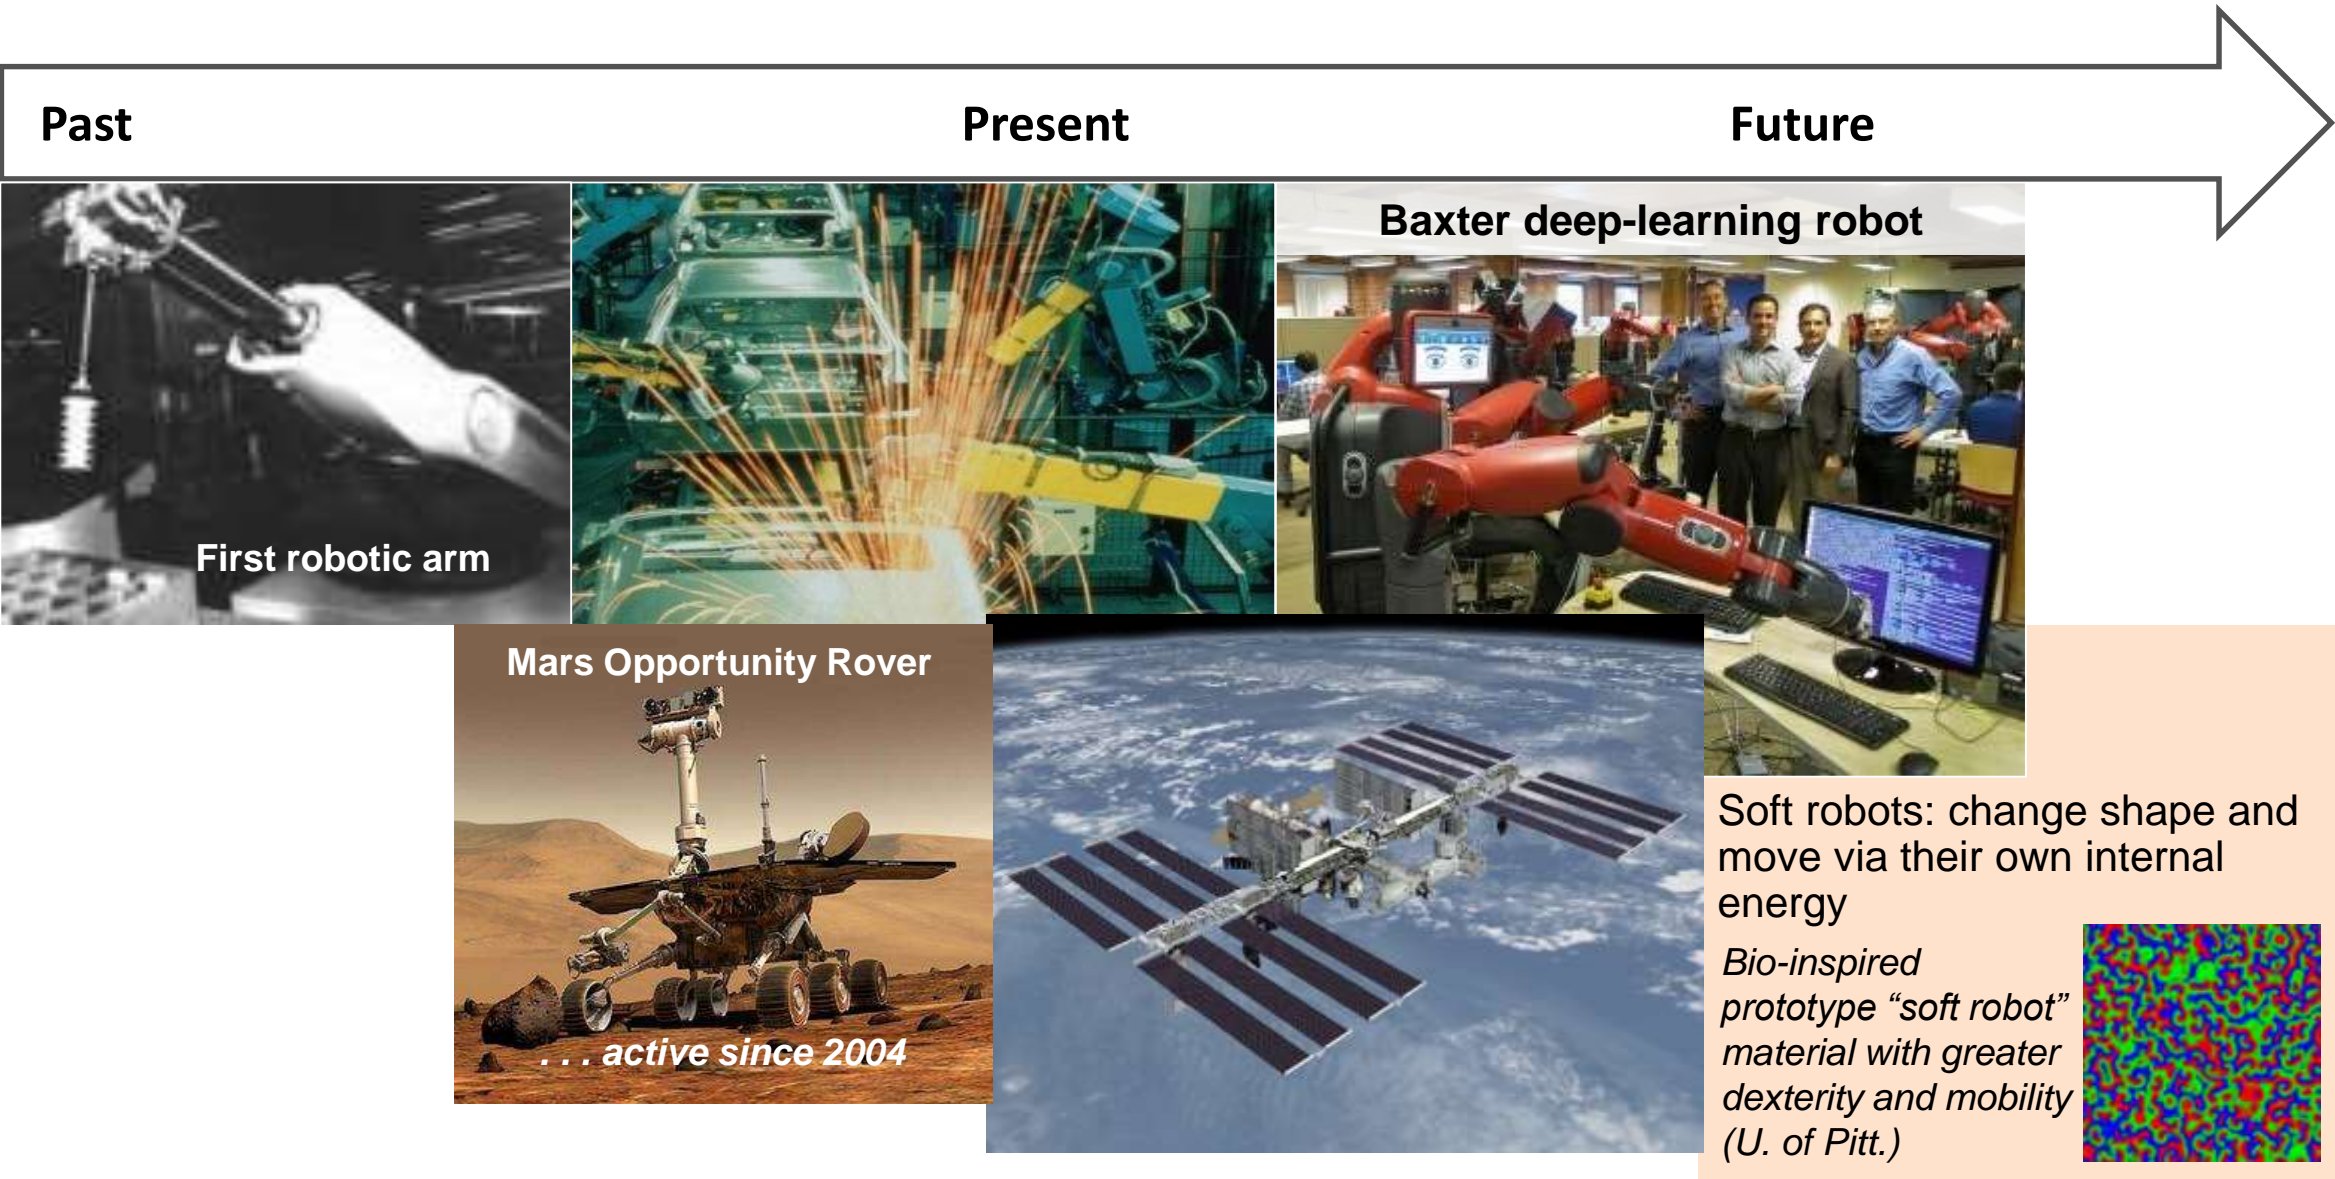 Past
Present
Future
Baxter deep-learning robot
First robotic arm
Mars Opportunity Rover
. . . active since 2004
Soft robots: change shape and
move via their own internal
energy
Bio-inspired
prototype “soft robot”
material with greater
dexterity and mobility
(U. of Pitt.)